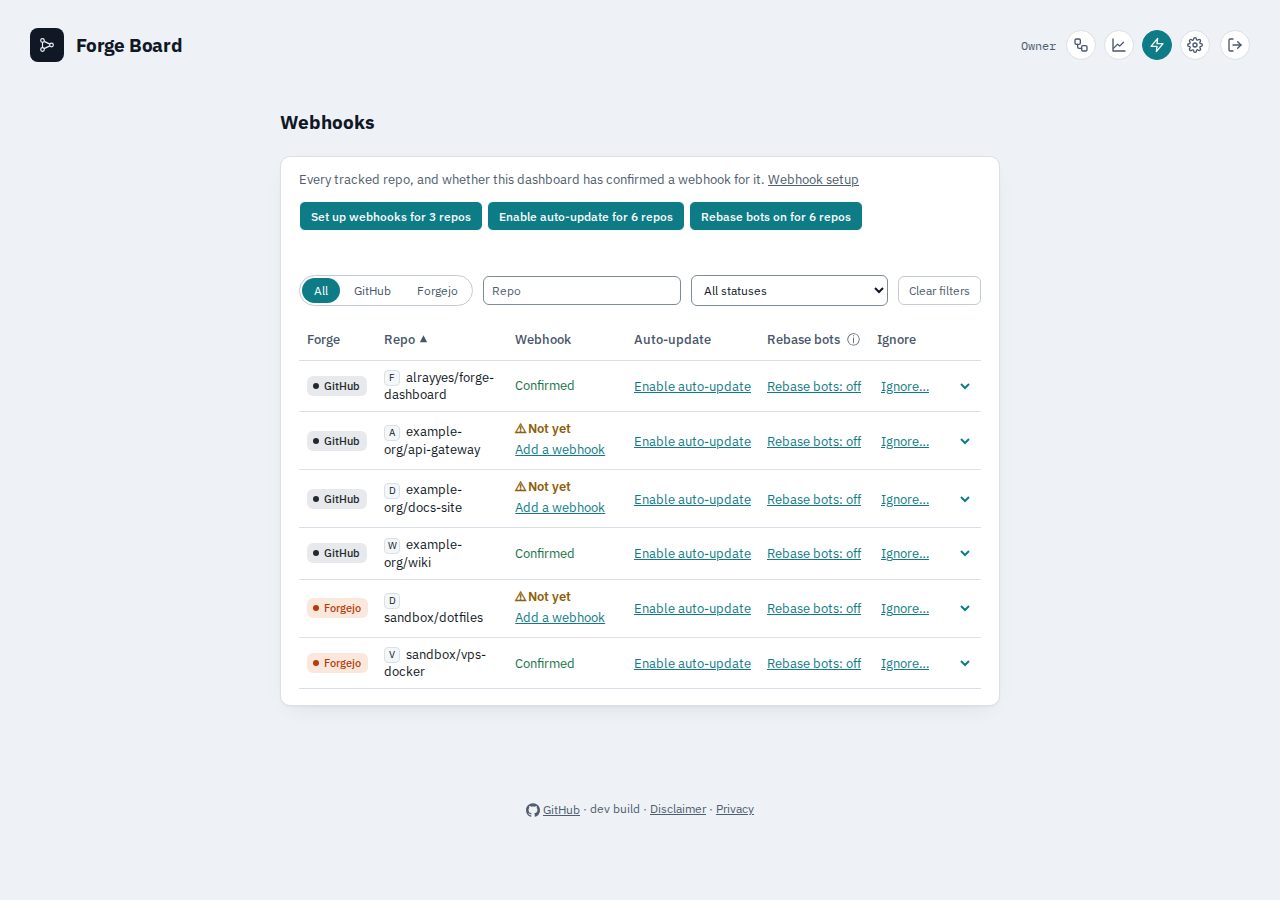 Forge Board
Owner
Webhooks
Every tracked repo, and whether this dashboard has confirmed a webhook for it. Webhook setup
Set up webhooks for 3 repos Enable auto-update for 6 repos Rebase bots on for 6 repos
All GitHub Forgejo Repo All statuses Clear filters
Forge Repo ▲ Webhook Auto-update Rebase bots ⓘ Ignore
GitHub F alrayyes/forge-
dashboard Confirmed Enable auto-update Rebase bots: off Ignore...
GitHub A example-
org/api-gateway ⚠ Not yet
Add a webhook Enable auto-update Rebase bots: off Ignore...
GitHub D example-
org/docs-site ⚠ Not yet
Add a webhook Enable auto-update Rebase bots: off Ignore...
GitHub W example-
org/wiki Confirmed Enable auto-update Rebase bots: off Ignore...
Forgejo D
sandbox/dotfiles ⚠ Not yet
Add a webhook Enable auto-update Rebase bots: off Ignore...
Forgejo V sandbox/vps-
docker Confirmed Enable auto-update Rebase bots: off Ignore...
GitHub · dev build · Disclaimer · Privacy